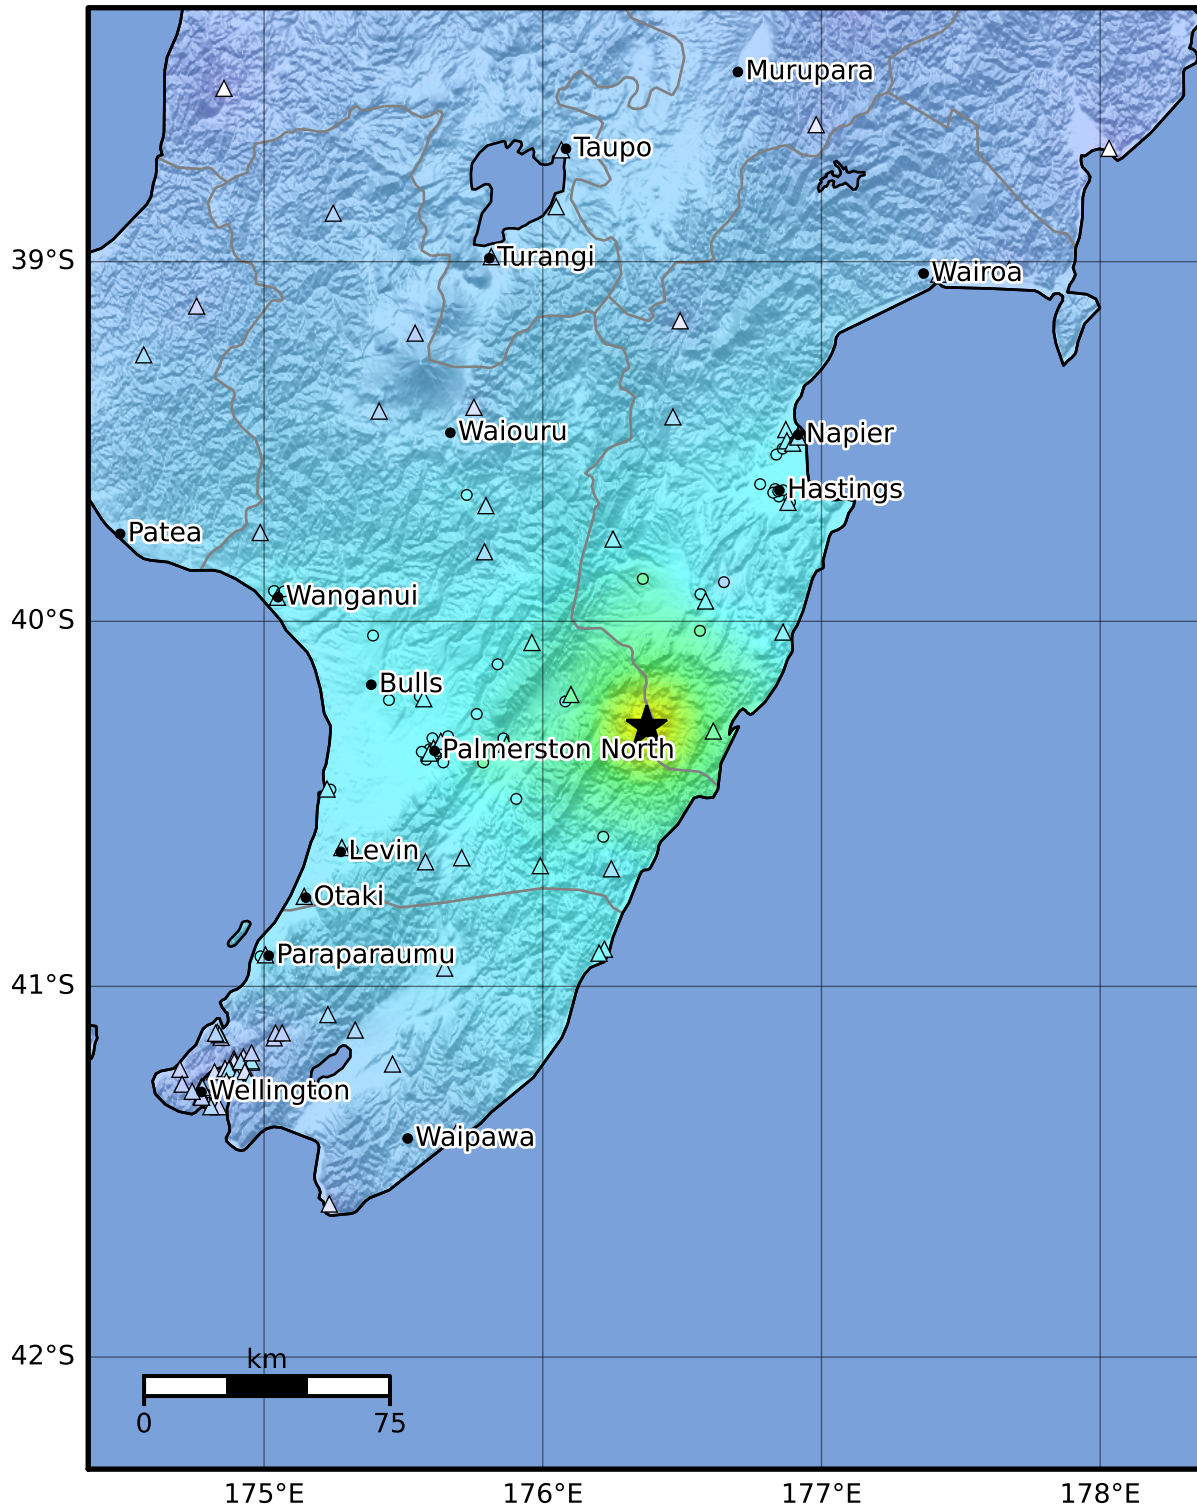 Murupara
Taupo
39°S
Turangi
Wairoa
Waiouru
Napier
Hastings
Patea
Wanganui
40°S
Bulls
Palmerston North
Levin
Otaki
Paraparaumu
41°S
Wellington
Waipawa
42°S
km
0
75
175°E
176°E
177°E
178°E